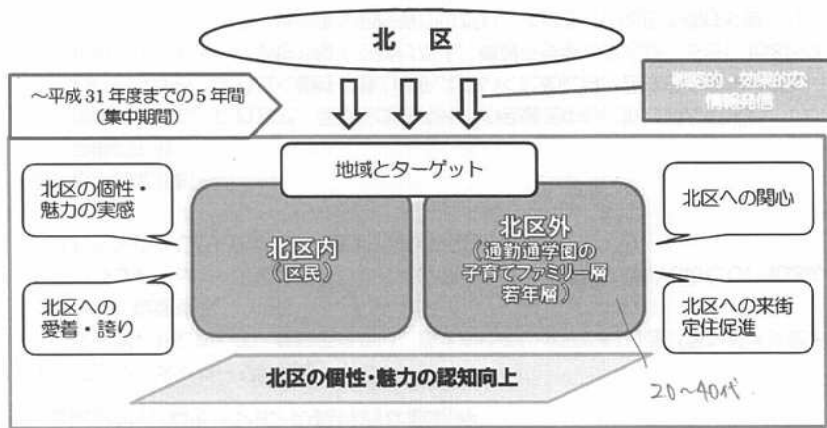 北 区
～平成31年度までの5年間
（集中期間）
戦略的・効果的な
情報発信
地域とターゲット
北区の個性・
魅力の実感
北区内
（区民）
北区外
（通勤通学圏の
子育てファミリー層
若年層）
北区への関心
北区への
愛着・誇り
北区への来街
定住促進
北区の個性・魅力の認知向上
20～40代